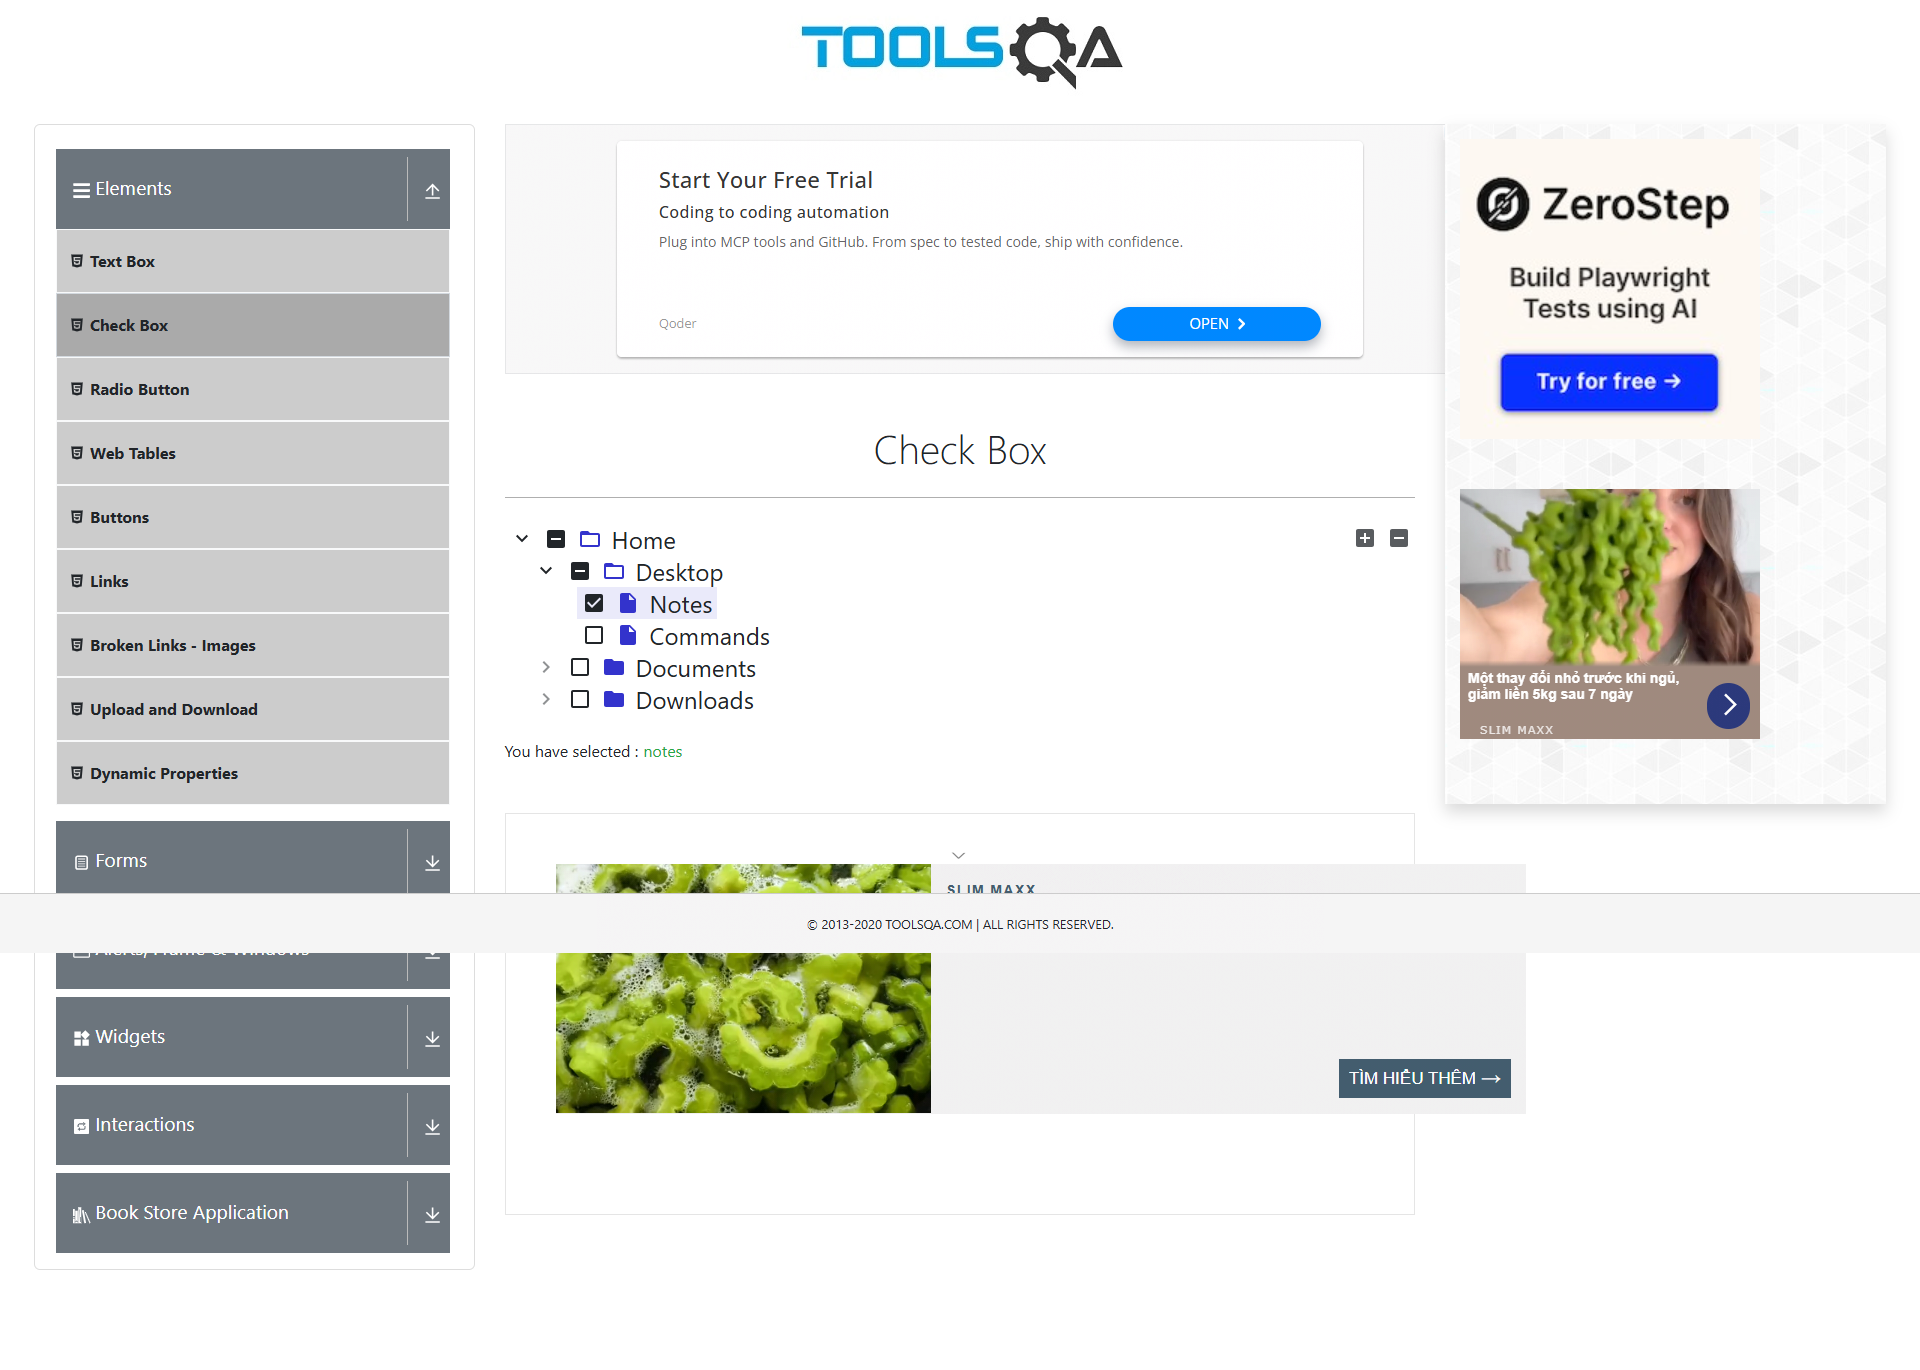 TOOLSQA
Elements
Text Box
Check Box
Radio Button
Web Tables
Buttons
Links
Broken Links - Images
Upload and Download
Dynamic Properties
Forms
Alerts, Frame & Windows
Widgets
Interactions
Book Store Application
Start Your Free Trial
Coding to coding automation
Plug into MCP tools and GitHub. From spec to tested code, ship with confidence.
Qoder
OPEN
Check Box
Home
Desktop
Notes
Commands
Documents
Downloads
You have selected : notes
SLIM MAXX
TÌM HIỂU THÊM →
ZeroStep
Build Playwright
Tests using AI
Try for free →
Một thay đổi nhỏ trước khi ngủ,
giảm liền 5kg sau 7 ngày
SLIM MAXX
© 2013-2020 TOOLSQA.COM | ALL RIGHTS RESERVED.